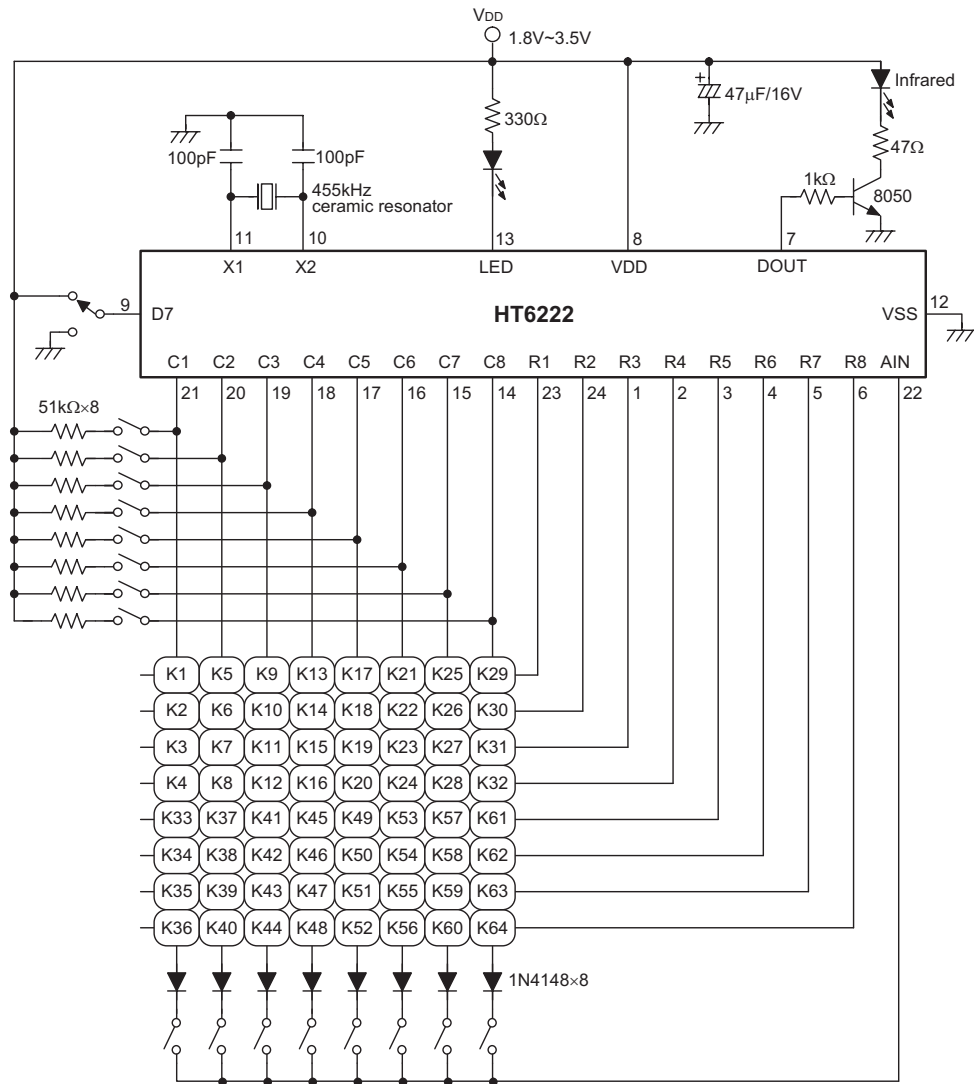 VDD
1.8V~3.5V
Infrared
47µF/16V
330Ω
47Ω
100pF
100pF
1kΩ
8050
455kHz
ceramic resonator
11
10
13
8
7
X1
X2
LED
VDD
DOUT
9
D7
HT6222
VSS
12
C1
C2
C3
C4
C5
C6
C7
C8
R1
R2
R3
R4
R5
R6
R7
R8
AIN
21
20
19
18
17
16
15
14
23
24
1
2
3
4
5
6
22
51kΩ×8
K1 K5 K9 K13 K17 K21 K25 K29
K2 K6 K10 K14 K18 K22 K26 K30
K3 K7 K11 K15 K19 K23 K27 K31
K4 K8 K12 K16 K20 K24 K28 K32
K33 K37 K41 K45 K49 K53 K57 K61
K34 K38 K42 K46 K50 K54 K58 K62
K35 K39 K43 K47 K51 K55 K59 K63
K36 K40 K44 K48 K52 K56 K60 K64
1N4148×8